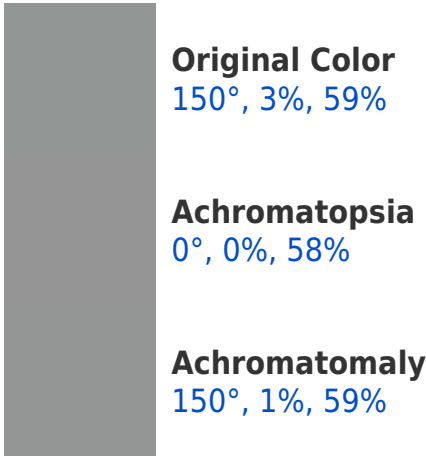 Original Color
150°, 3%, 59%
Achromatopsia
0°, 0%, 58%
Achromatomaly
150°, 1%, 59%